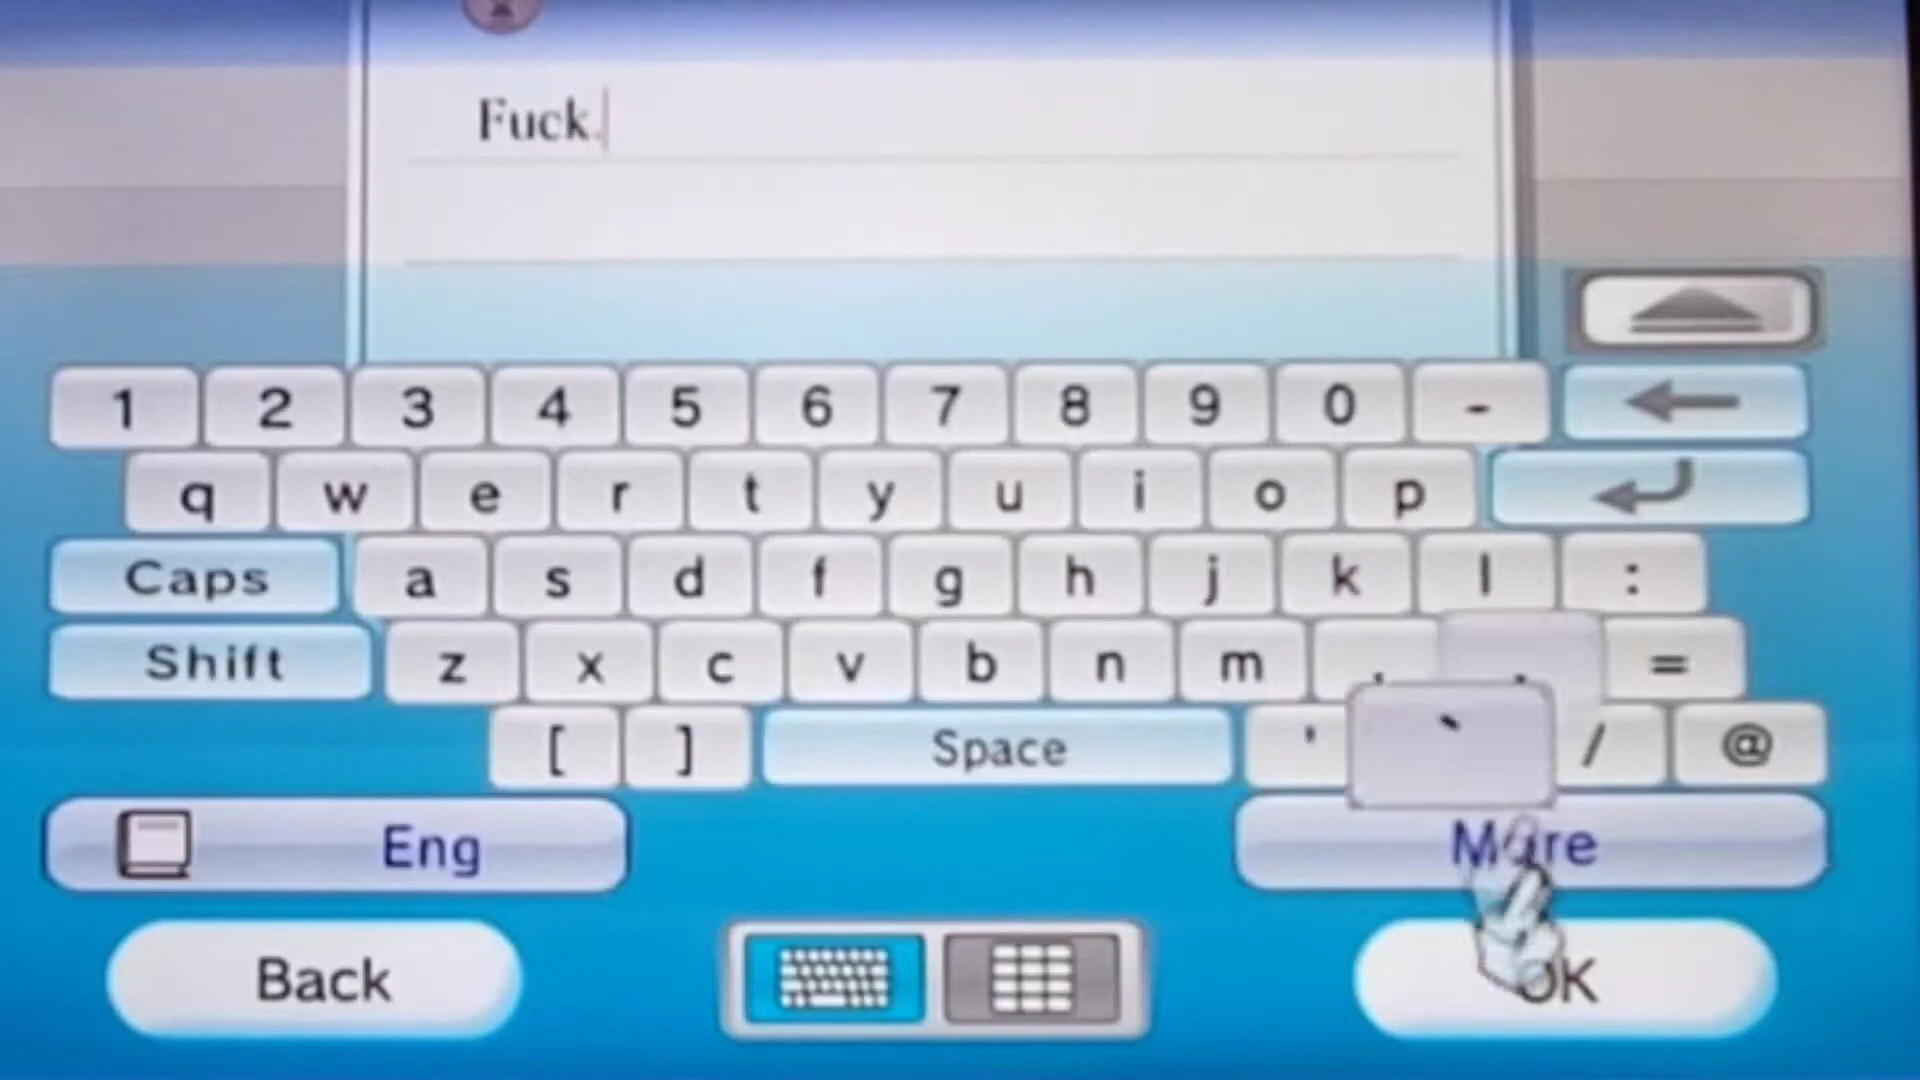 Fuck.
1 2 3 4 5 6 7 8 9 0 -
q w e r t y u i o p
Caps a s d f g h j k l :
Shift z x c v b n m , . =
[ ] Space ' ` / @
Eng More
Back OK